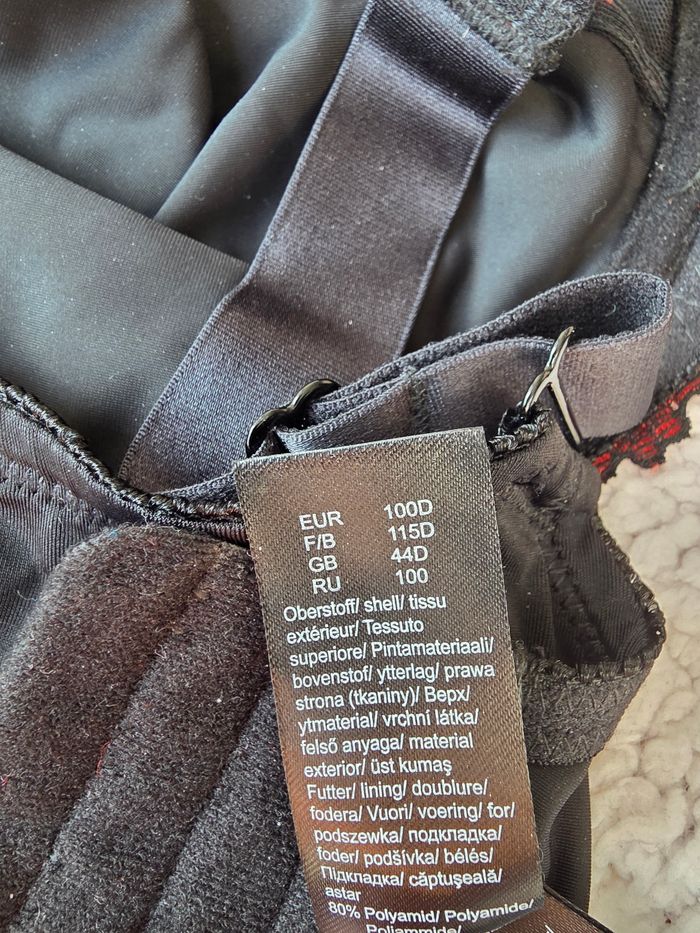 EUR 100D
F/B 115D
GB 44D
RU 100
Oberstoff/ shell/ tissu
extérieur/ Tessuto
superiore/ Pintamateriaali/
bovenstof/ ytterlag/ prawa
strona (tkaniny)/ Верх/
ytmaterial/ vrchní látka/
felső anyaga/ material
exterior/ üst kumaş
Futter/ lining/ doublure/
fodera/ Vuori/ voering/ for/
podszewka/ подкладка/
foder/ podšívka/ bélés/
Підкладка/ căptuşeală/
astar
80% Polyamid/ Polyamide/
Poliammide/